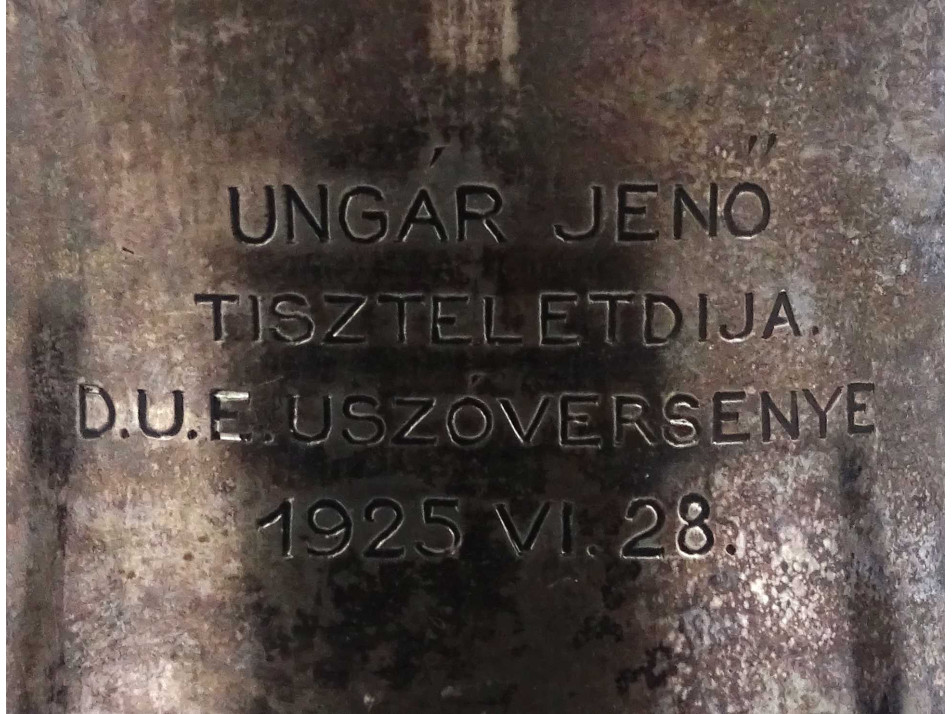 UNGÁR JENŐ
TISZTELETDIJA.
D.U.E. USZÓVERSENYE
1925 VI. 28.